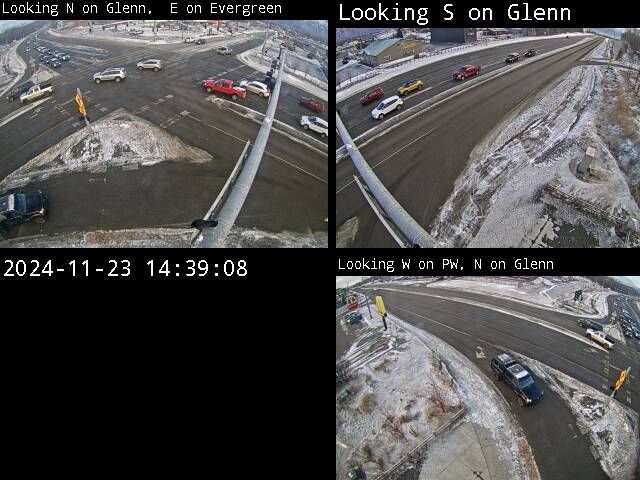 Looking N on Glenn,  E on Evergreen
Looking S on Glenn
2024-11-23 14:39:08
Looking W on PW, N on Glenn